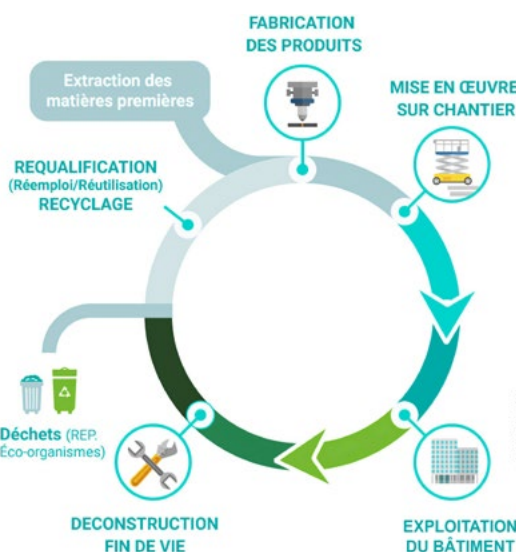 FABRICATION
DES PRODUITS
Extraction des
matières premières
MISE EN ŒUVRE
SUR CHANTIER
REQUALIFICATION
(Réemploi/Réutilisation)
RECYCLAGE
Déchets (REP.
Éco-organismes)
DECONSTRUCTION
FIN DE VIE
EXPLOITATION
DU BÂTIMENT